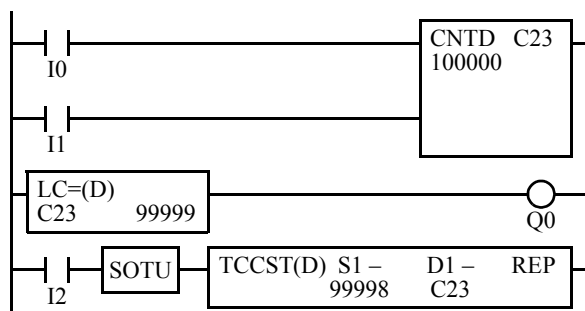 CNTD C23
100000
I0
I1
LC=(D)
C23 99999
Q0
SOTU
TCCST(D) S1 – D1 – REP
99998 C23
I2